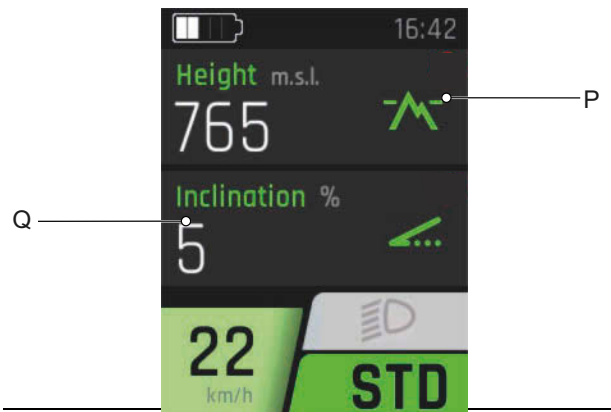 16:42
Height m.s.l.
765
P
Inclination %
Q
5
22
km/h
STD